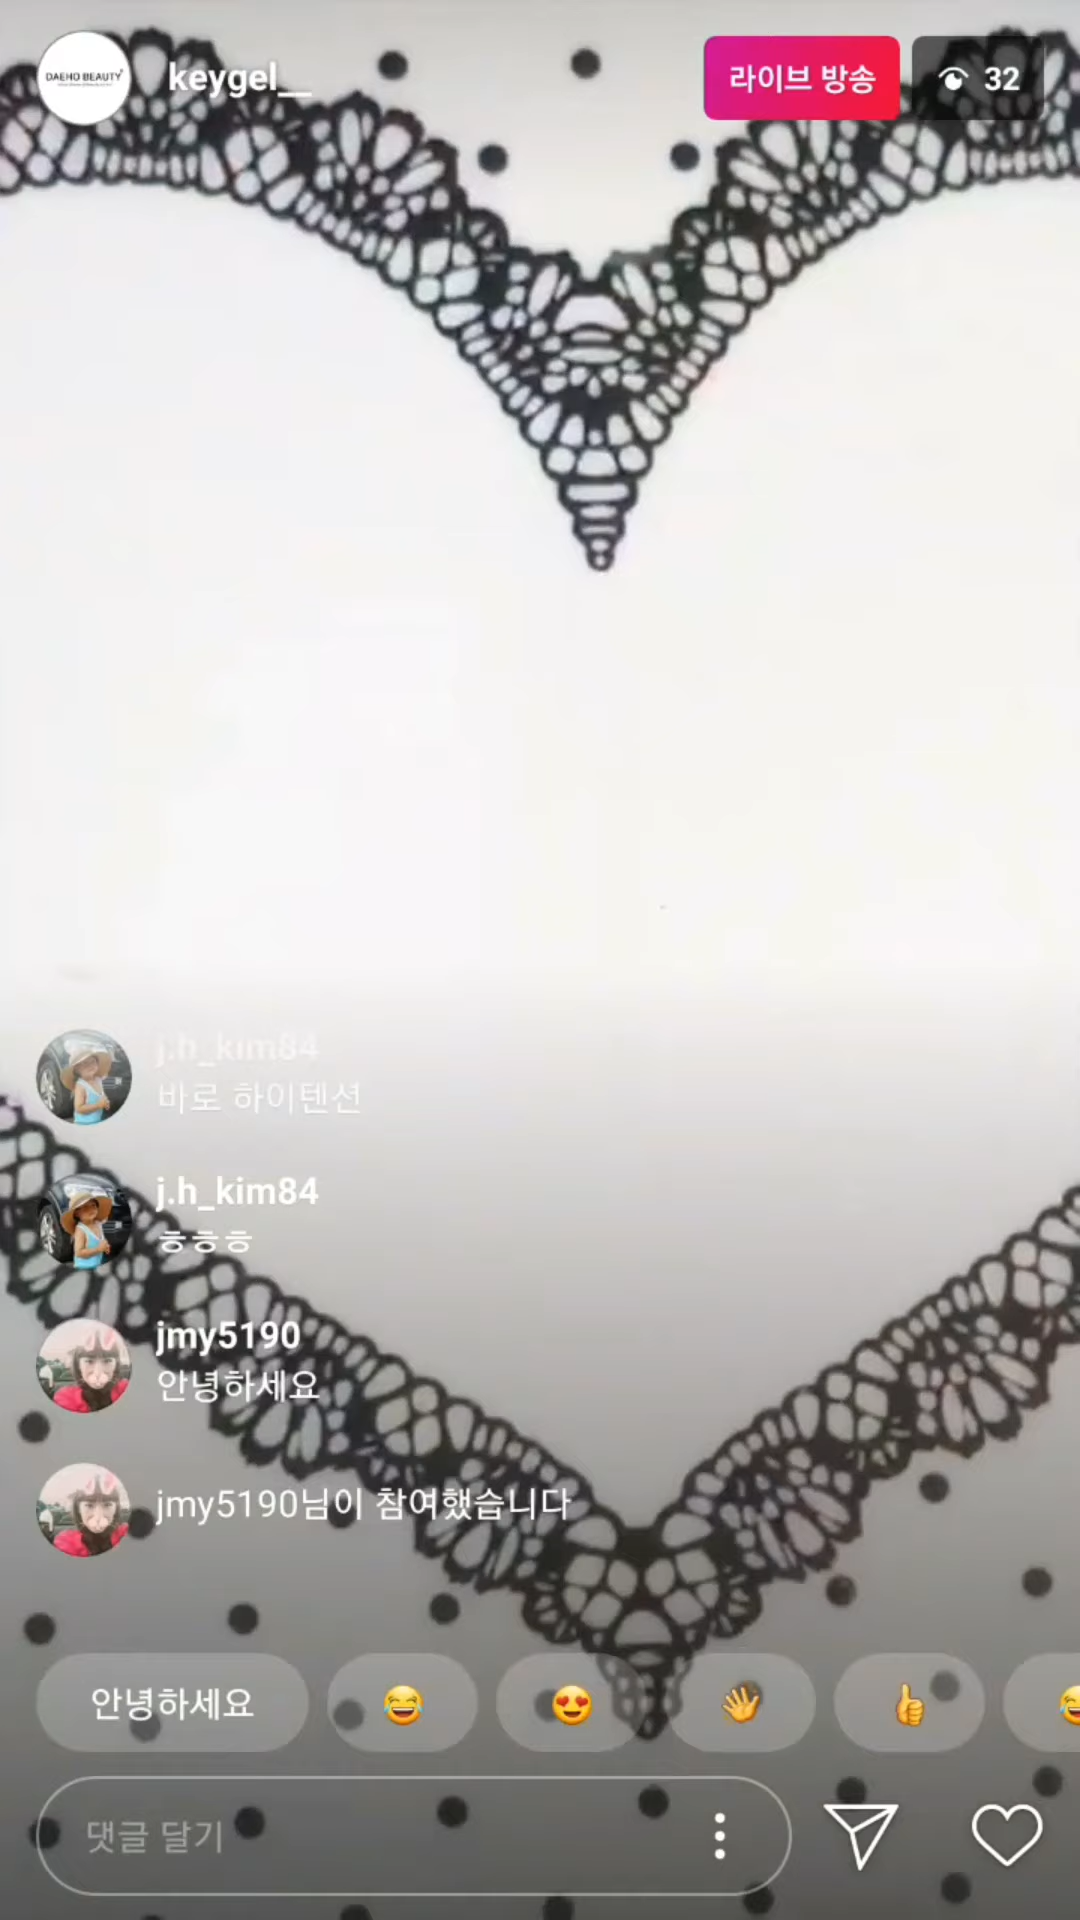 DAEHO BEAUTY
keygel__
라이브 방송
32
j.h_kim84
바로 하이텐션
j.h_kim84
ㅎㅎㅎ
jmy5190
안녕하세요
jmy5190님이 참여했습니다
안녕하세요
댓글 달기